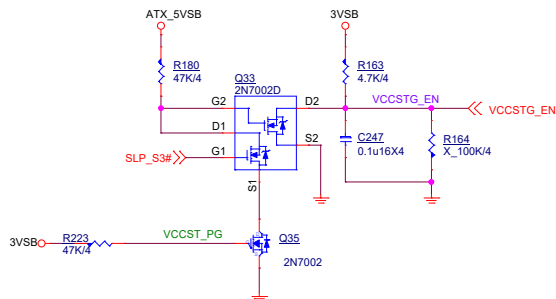 ATX_5VSB
3VSB
R180
47K/4
Q33
2N7002D
R163
4.7K/4
G2
D2
VCCSTG_EN
VCCSTG_EN
D1
S2
C247
0.1u16X4
R164
X_100K/4
SLP_S3#
G1
S1
3VSB
R223
47K/4
VCCST_PG
Q35
2N7002